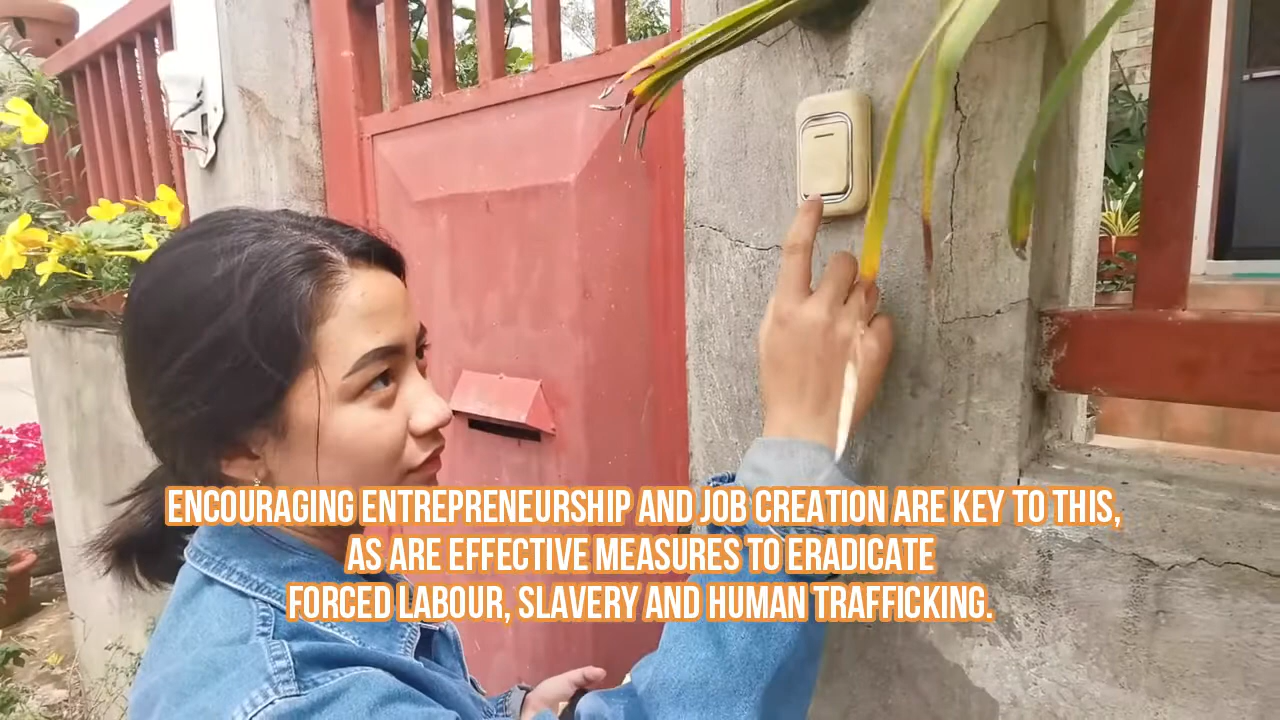 ENCOURAGING ENTREPRENEURSHIP AND JOB CREATION ARE KEY TO THIS,
AS ARE EFFECTIVE MEASURES TO ERADICATE
FORCED LABOUR, SLAVERY AND HUMAN TRAFFICKING.